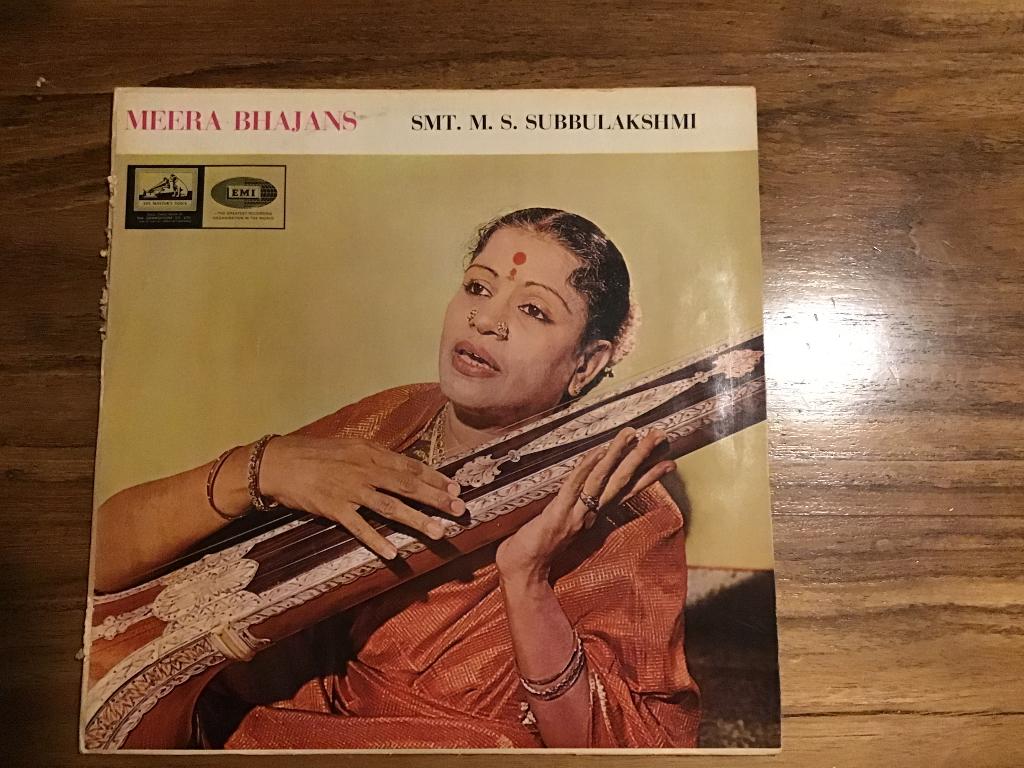 MEERA BHAJANS SMT. M. S. SUBBULAKSHMI
HIS MASTER'S VOICE
EMI
THE GREATEST RECORDING
ORGANISATION IN THE WORLD